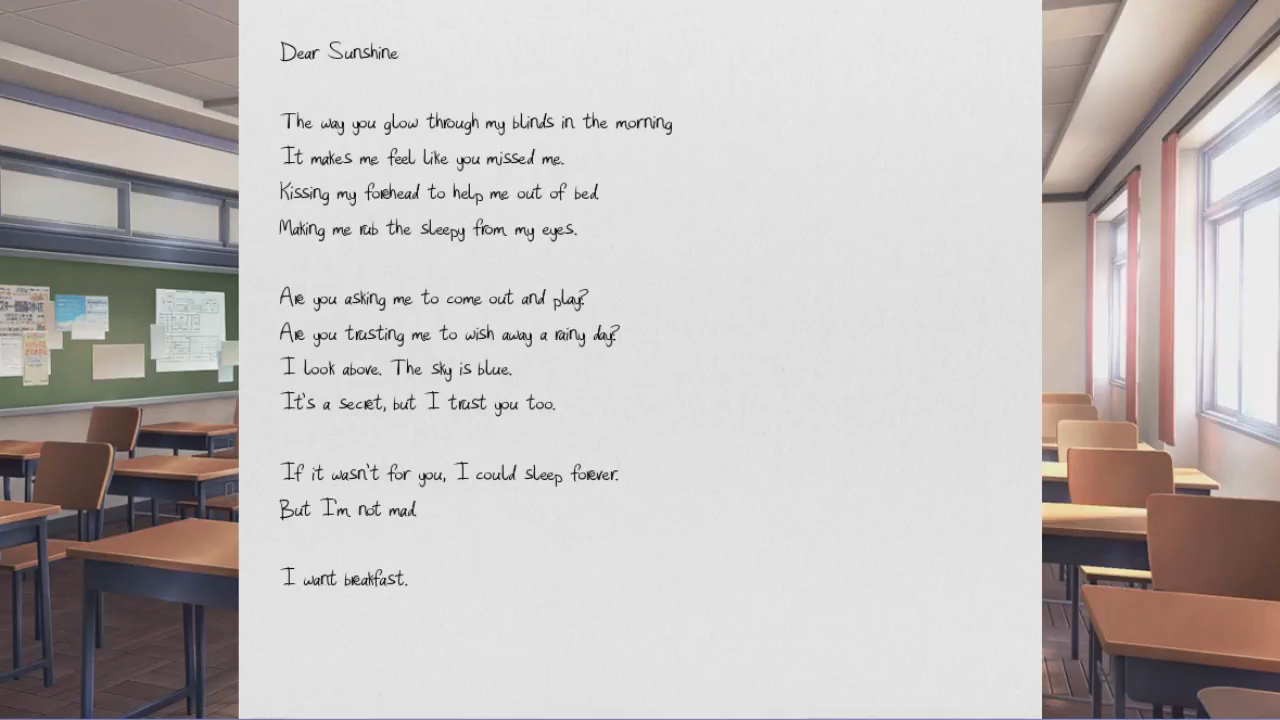 Dear Sunshine
The way you glow through my blinds in the morning
It makes me feel like you missed me.
Kissing my forehead to help me out of bed
Making me rub the sleepy from my eyes.
Are you asking me to come out and play?
Are you trusting me to wish away a rainy day?
I look above. The sky is blue.
It's a secret, but I trust you too.
If it wasn't for you, I could sleep forever.
But I'm not mad
I want breakfast.